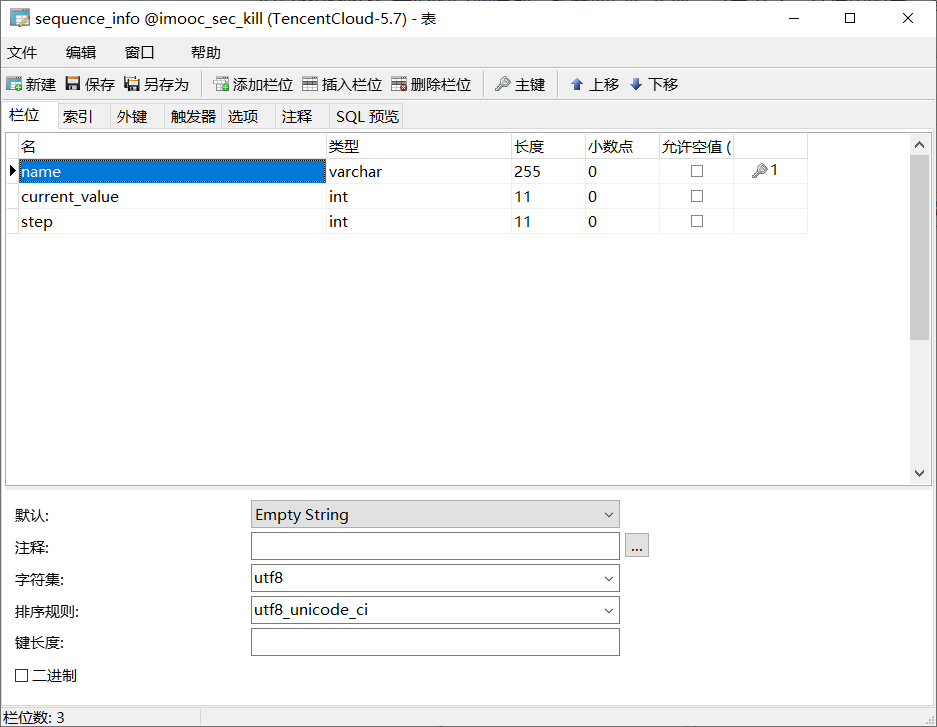 sequence_info @imooc_sec_kill (TencentCloud-5.7) - 表
文件 编辑 窗口 帮助
新建 保存 另存为 添加栏位 插入栏位 删除栏位 主键 上移 下移
栏位 索引 外键 触发器 选项 注释 SQL 预览
名 类型 长度 小数点 允许空值 (
name varchar 255 0 1
current_value int 11 0
step int 11 0
默认: Empty String
注释: ...
字符集: utf8
排序规则: utf8_unicode_ci
键长度:
二进制
栏位数: 3